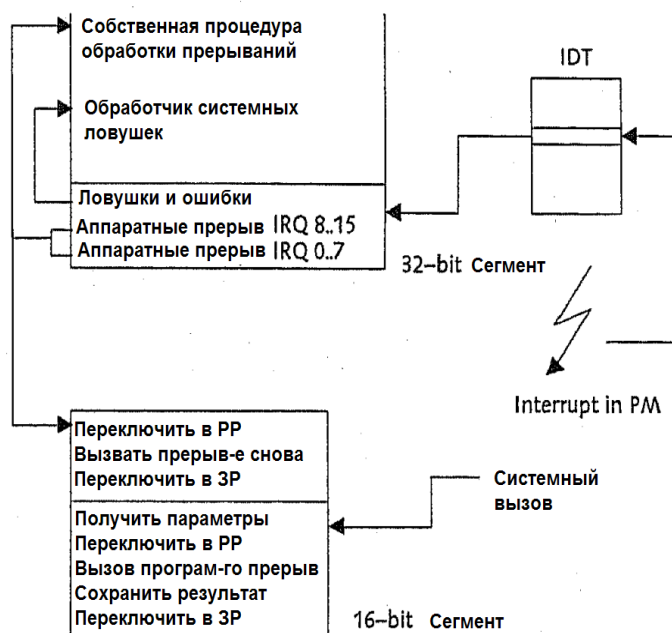 Собственная процедура
обработки прерываний
IDT
Обработчик системных
ловушек
Ловушки и ошибки
Аппаратные прерыв IRQ 8..15
Аппаратные прерыв IRQ 0..7
32-bit Сегмент
Interrupt in PM
Переключить в РР
Вызвать прерыв-е снова
Переключить в ЗР
Системный
вызов
Получить параметры
Переключить в РР
Вызов програм-го прерыв
Сохранить результат
Переключить в ЗР
16-bit Сегмент